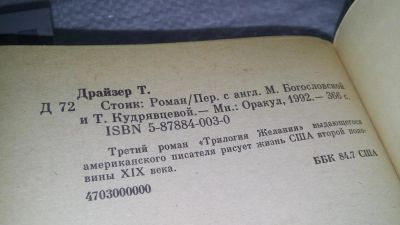 Драйзер Т.
Д 72 Стоик: Роман/Пер. с англ. М. Богословской
и Т. Кудрявцевой.— Мн.: Оракул, 1992.— 366 с.
ISBN 5-87884-003-0
Третий роман «Трилогия Желания» выдающегося
американского писателя рисует жизнь США второй поло-
вины XIX века.
4703000000
ББК 84.7 США